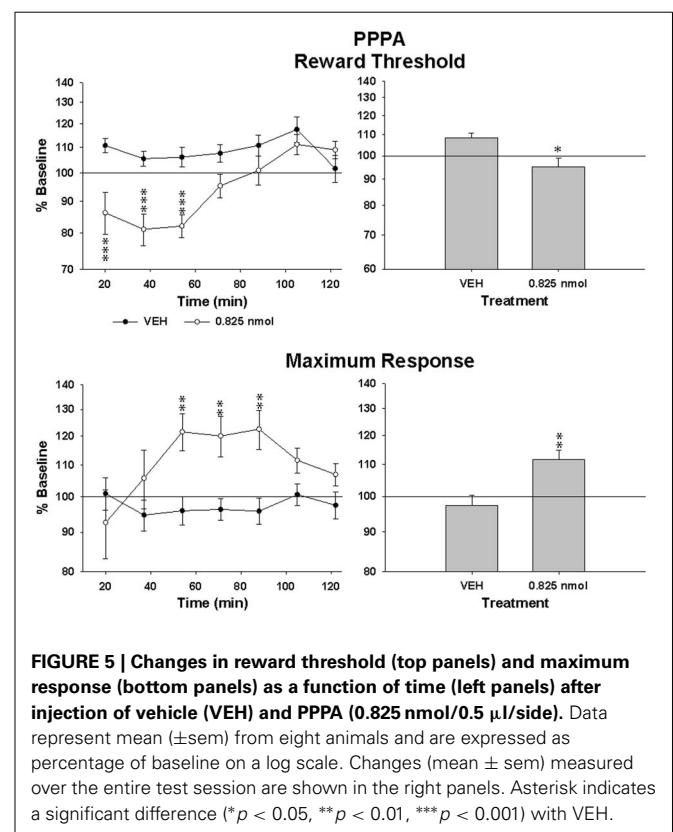 PPPA
Reward Threshold
140
130
120
110
100
90
80
70
% Baseline
***
***
***
20 40 60 80 100 120
Time (min)
VEH 0.825 nmol
140
130
120
110
100
90
80
70
60
*
VEH 0.825 nmol
Treatment
Maximum Response
140
130
120
110
100
90
80
% Baseline
**
**
**
20 40 60 80 100 120
Time (min)
140
130
120
110
100
90
80
**
VEH 0.825 nmol
Treatment
FIGURE 5 | Changes in reward threshold (top panels) and maximum
response (bottom panels) as a function of time (left panels) after
injection of vehicle (VEH) and PPPA (0.825 nmol/0.5 μl/side). Data
represent mean (±sem) from eight animals and are expressed as
percentage of baseline on a log scale. Changes (mean ± sem) measured
over the entire test session are shown in the right panels. Asterisk indicates
a significant difference (*p < 0.05, **p < 0.01, ***p < 0.001) with VEH.